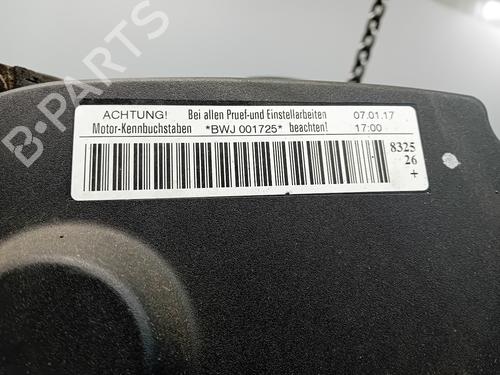 ACHTUNG! Bei allen Pruef-und Einstellarbeiten 07.01.17
Motor-Kennbuchstaben *BWJ 001725* beachten! 17:00
8325
26
+
B-PARTS